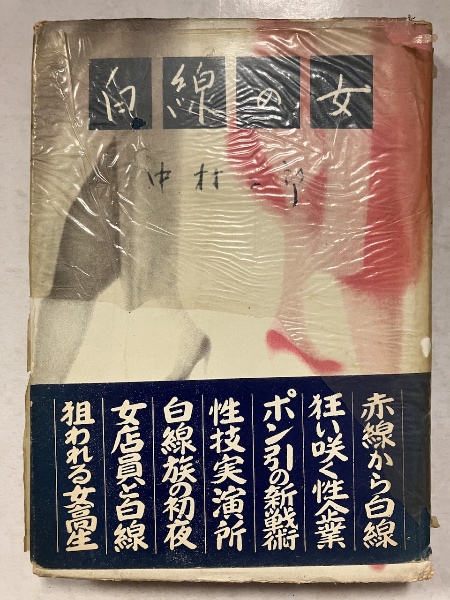 白線の女
中村二郎
赤線から白線
狂い咲く性企業
ポン引の新戦術
性技実演所
白線族の初夜
女店員と白線
狙われる女高生